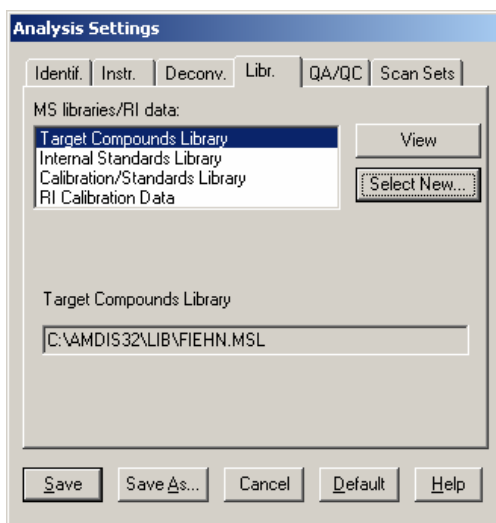 Analysis Settings
Identif. Instr. Deconv. Libr. QA/QC Scan Sets
MS libraries/RI data:
Target Compounds Library
Internal Standards Library
Calibration/Standards Library
RI Calibration Data
View
Select New...
Target Compounds Library
C:\AMDIS32\LIB\FIEHN.MSL
Save Save As... Cancel Default Help